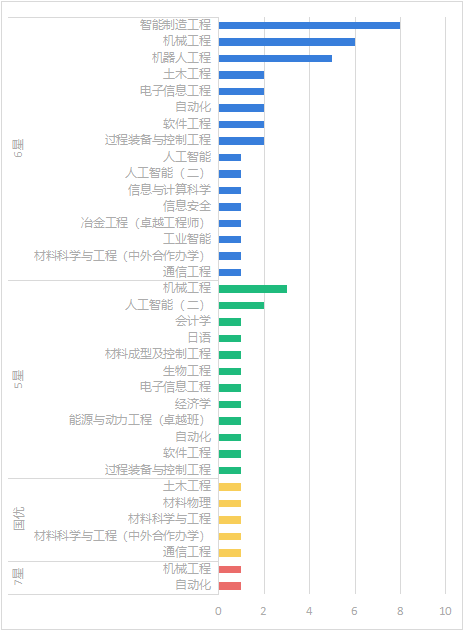 6星
智能制造工程
机械工程
机器人工程
土木工程
电子信息工程
自动化
软件工程
过程装备与控制工程
人工智能
人工智能（二）
信息与计算科学
信息安全
冶金工程（卓越工程师）
工业智能
材料科学与工程（中外合作办学）
通信工程
5星
机械工程
人工智能（二）
会计学
日语
材料成型及控制工程
生物工程
电子信息工程
经济学
能源与动力工程（卓越班）
自动化
软件工程
过程装备与控制工程
国优
土木工程
材料物理
材料科学与工程
材料科学与工程（中外合作办学）
通信工程
7星
机械工程
自动化
0 2 4 6 8 10